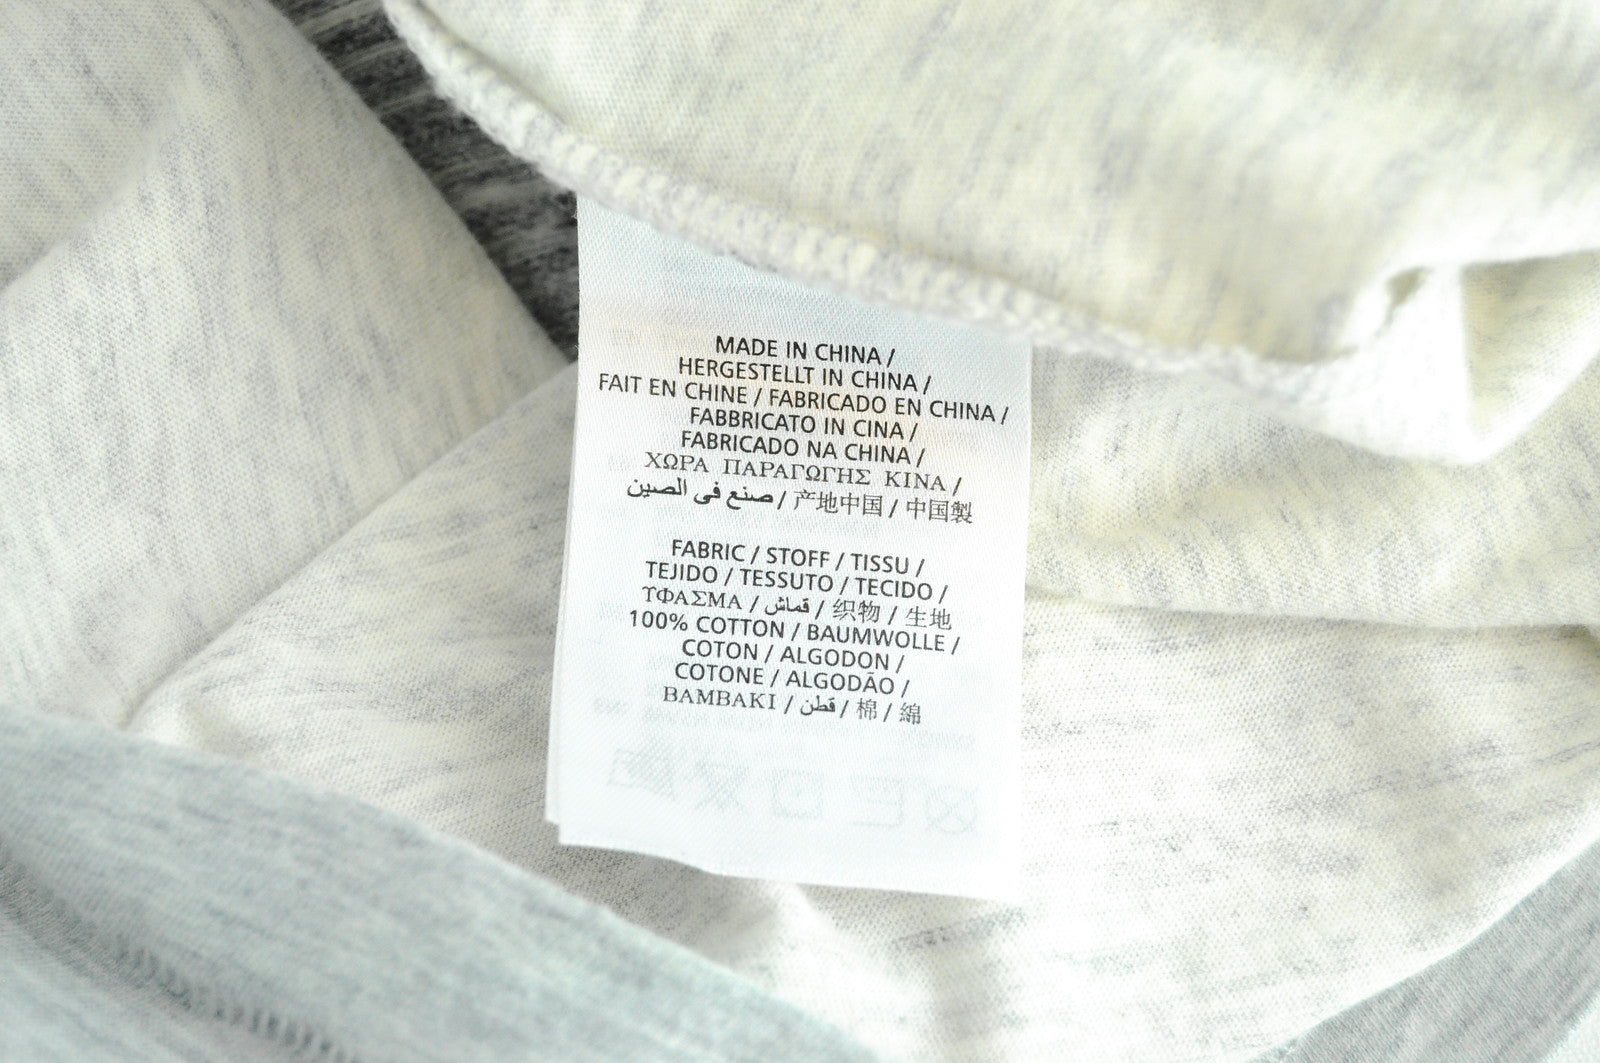 MADE IN CHINA /
HERGESTELLT IN CHINA /
FAIT EN CHINE / FABRICADO EN CHINA /
FABBRICATO IN CINA /
FABRICADO NA CHINA /
ΧΩΡΑ ΠΑΡΑΓΩΓΗΣ ΚΙΝΑ /
صنع فى الصين / 产地中国 / 中国製
FABRIC / STOFF / TISSU /
TEJIDO / TESSUTO / TECIDO /
ΥΦΑΣΜΑ / قماش / 织物 / 生地
100% COTTON / BAUMWOLLE /
COTON / ALGODON /
COTONE / ALGODÃO /
ΒΑΜΒΑΚΙ / قطن / 棉 / 綿